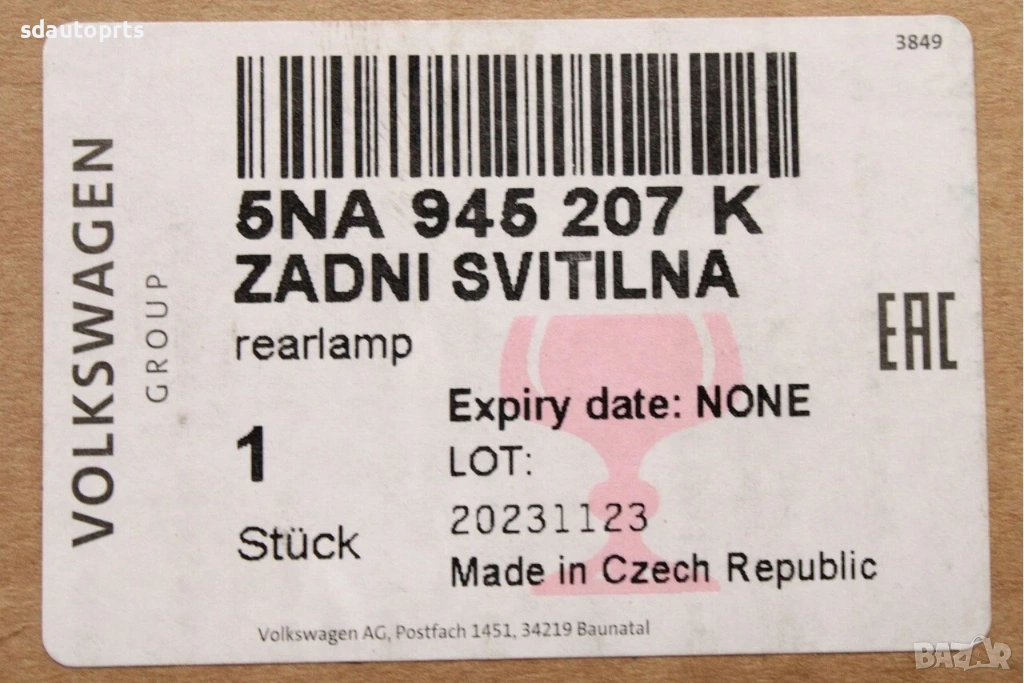 sdautoprts
3849
VOLKSWAGEN
GROUP
5NA 945 207 K
ZADNI SVITILNA
rearlamp
EAC
Expiry date: NONE
1
LOT:
20231123
Stück
Made in Czech Republic
Volkswagen AG, Postfach 1451, 34219 Baunatal
BAZAR